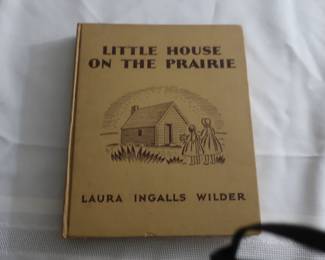 LITTLE HOUSE
ON THE PRAIRIE
LAURA INGALLS WILDER